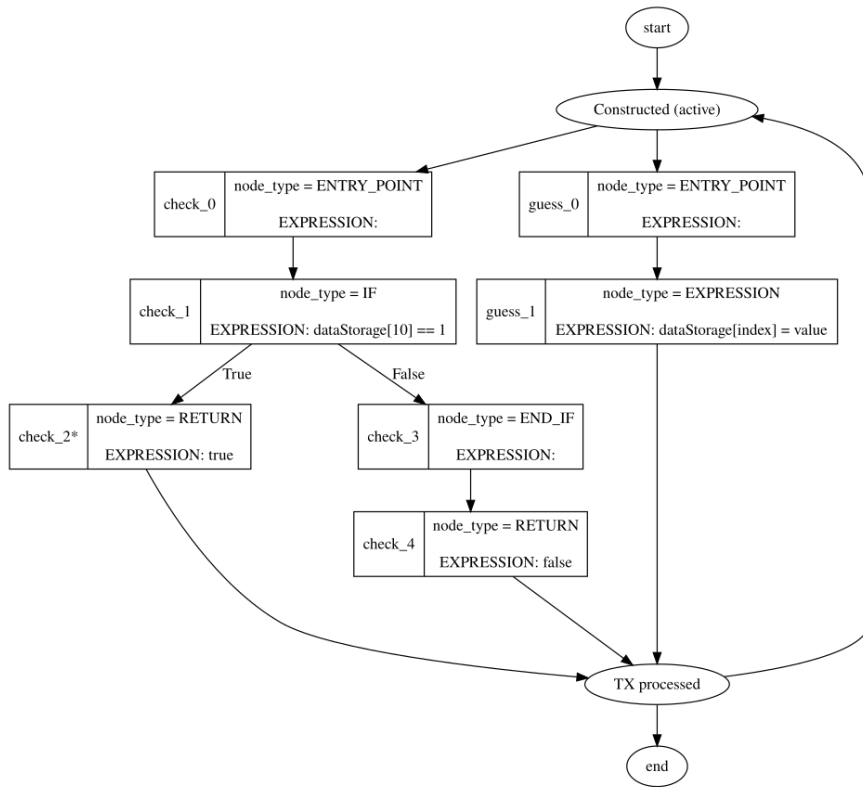 start
Constructed (active)
check_0
node_type = ENTRY_POINT
EXPRESSION:
guess_0
node_type = ENTRY_POINT
EXPRESSION:
check_1
node_type = IF
EXPRESSION: dataStorage[10] == 1
guess_1
node_type = EXPRESSION
EXPRESSION: dataStorage[index] = value
True
False
check_2*
node_type = RETURN
EXPRESSION: true
check_3
node_type = END_IF
EXPRESSION:
check_4
node_type = RETURN
EXPRESSION: false
TX processed
end